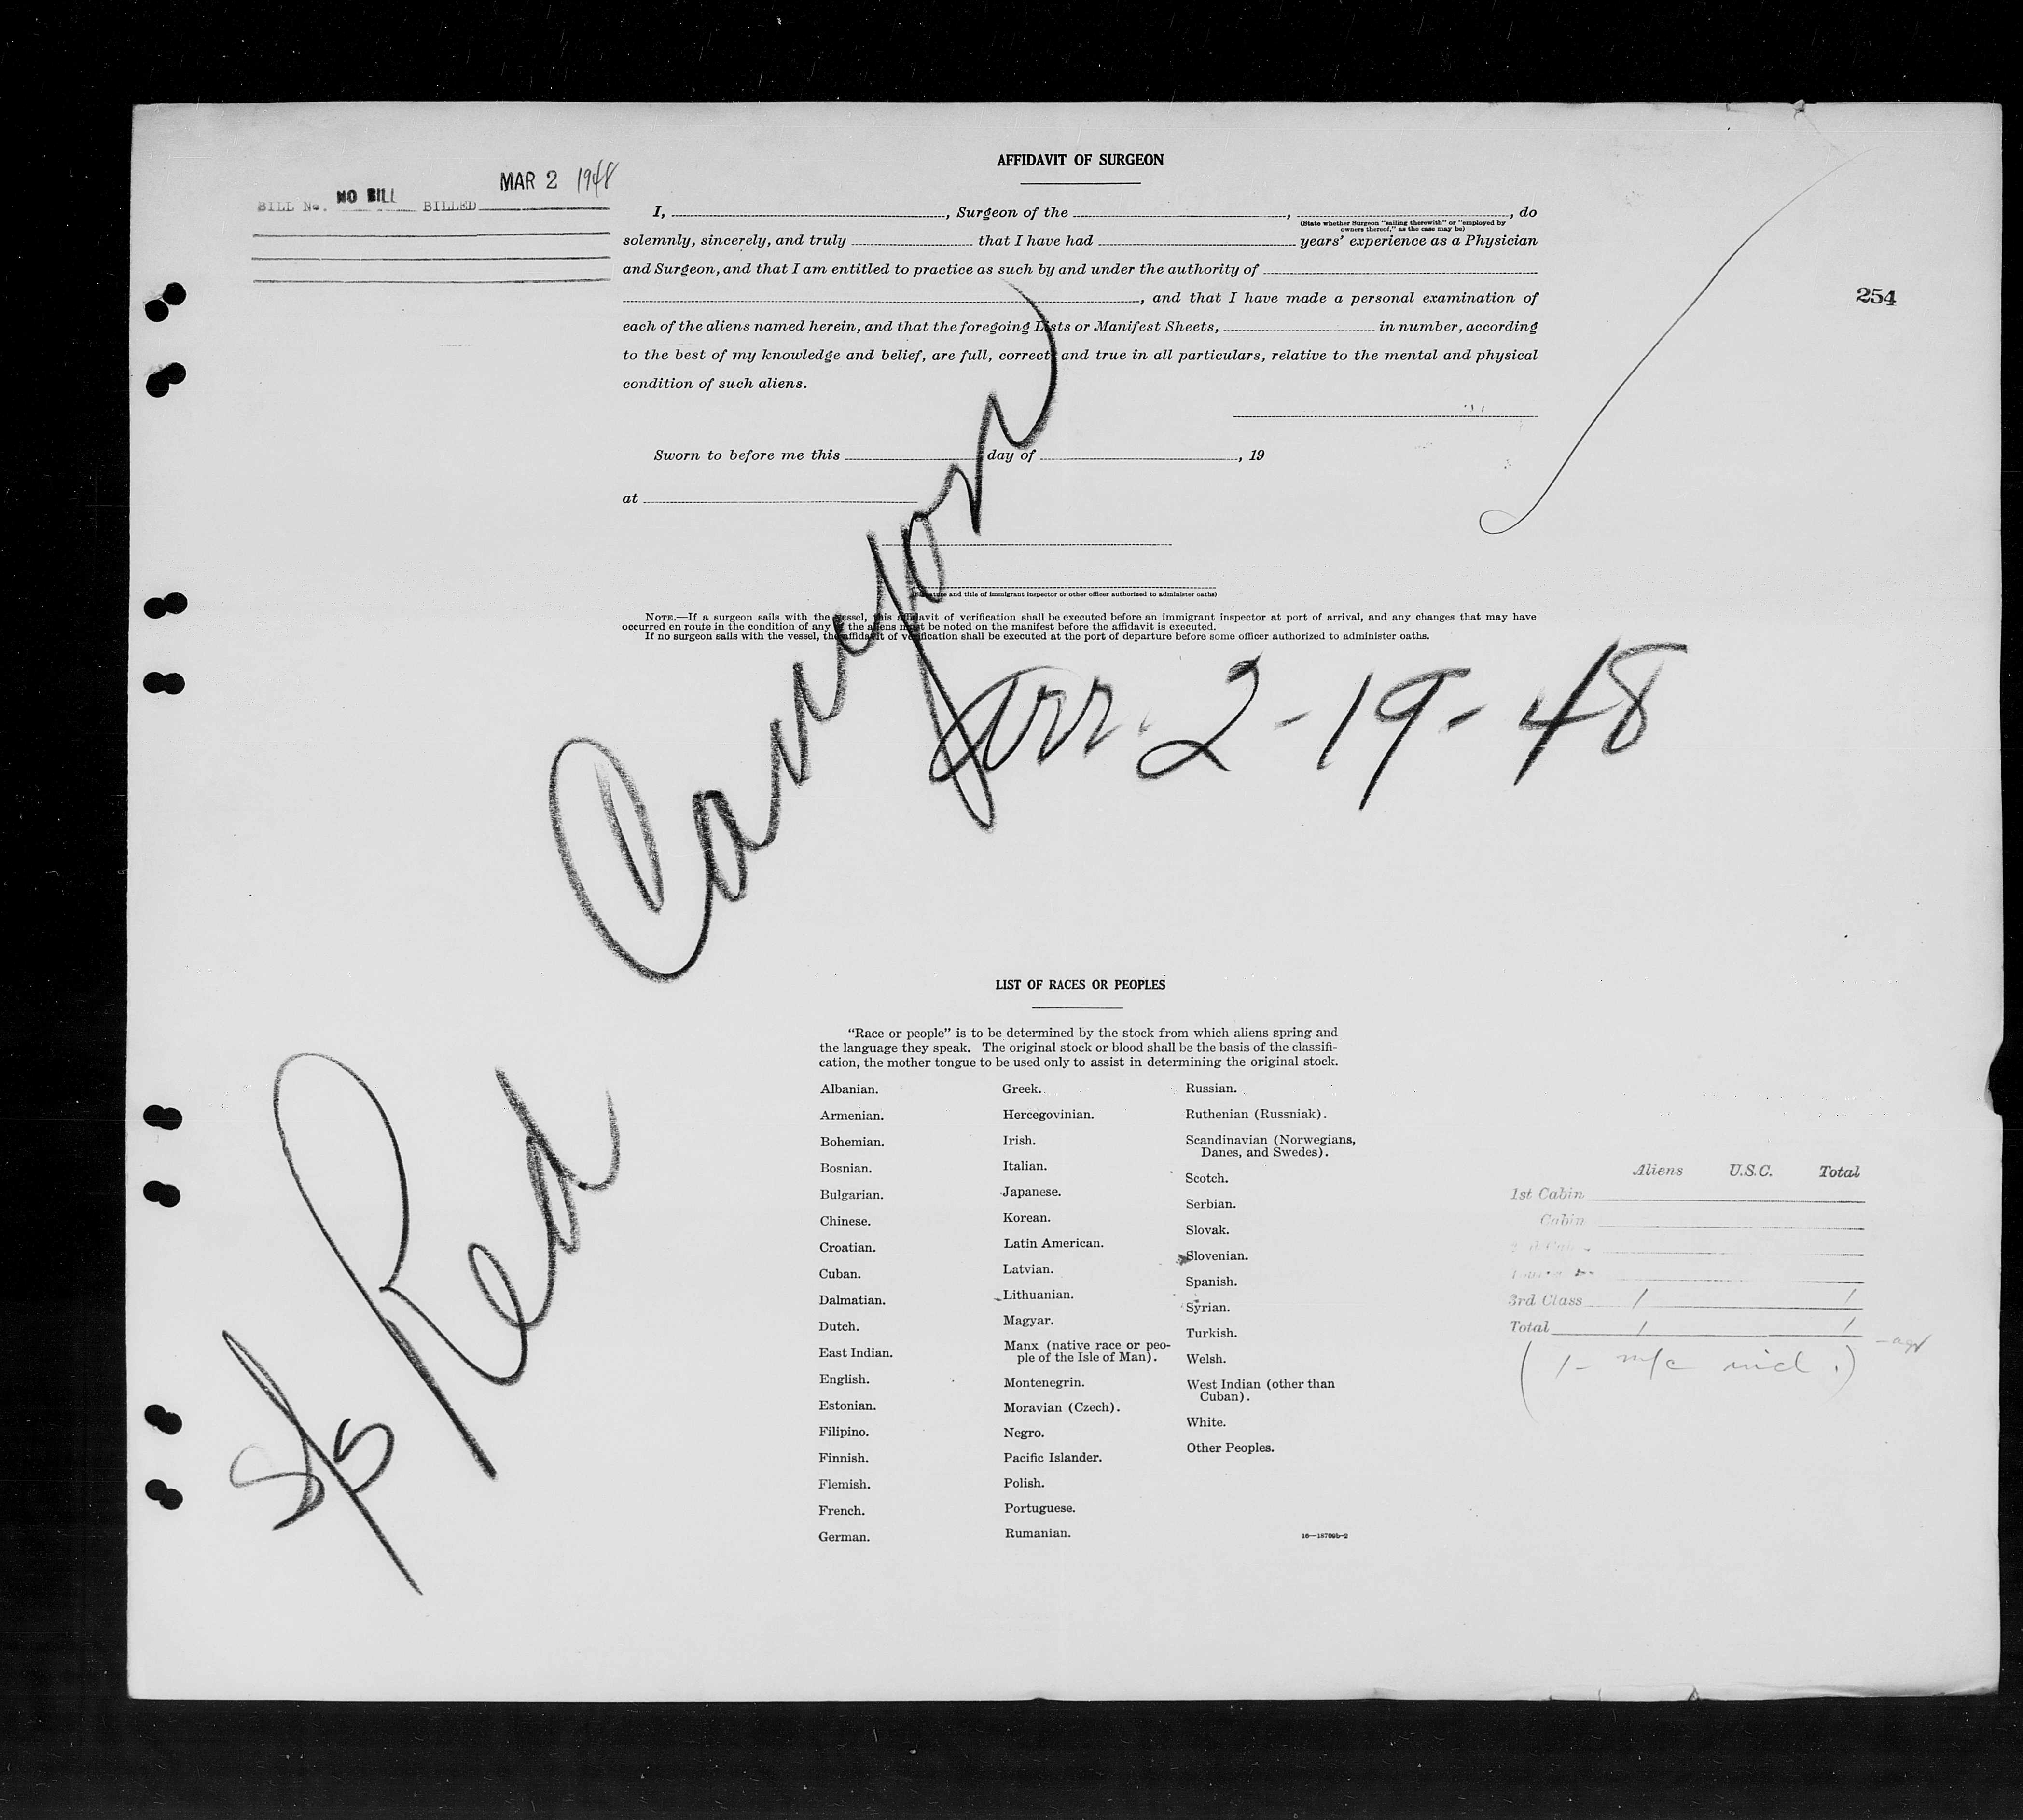 AFFIDAVIT OF SURGEON
MAR 2 1948
BILL No. NO BILL BILLED
254
I, , Surgeon of the , , do
(State whether Surgeon "sailing therewith" or "employed by
owners thereof," as the case may be)
solemnly, sincerely, and truly that I have had years' experience as a Physician
and Surgeon, and that I am entitled to practice as such by and under the authority of
, and that I have made a personal examination of
each of the aliens named herein, and that the foregoing Lists or Manifest Sheets, in number, according
to the best of my knowledge and belief, are full, correct, and true in all particulars, relative to the mental and physical
condition of such aliens.
Sworn to before me this day of , 19
at
(Signature and title of immigrant inspector or other officer authorized to administer oaths)
NOTE.—If a surgeon sails with the vessel, this affidavit of verification shall be executed before an immigrant inspector at port of arrival, and any changes that may have
occurred en route in the condition of any of the aliens must be noted on the manifest before the affidavit is executed.
If no surgeon sails with the vessel, the affidavit of verification shall be executed at the port of departure before some officer authorized to administer oaths.
S/S Red Canyon
Arr. 2-19-48
LIST OF RACES OR PEOPLES
"Race or people" is to be determined by the stock from which aliens spring and
the language they speak. The original stock or blood shall be the basis of the classifi-
cation, the mother tongue to be used only to assist in determining the original stock.
Albanian.
Armenian.
Bohemian.
Bosnian.
Bulgarian.
Chinese.
Croatian.
Cuban.
Dalmatian.
Dutch.
East Indian.
English.
Estonian.
Filipino.
Finnish.
Flemish.
French.
German.
Greek.
Hercegovinian.
Irish.
Italian.
Japanese.
Korean.
Latin American.
Latvian.
Lithuanian.
Magyar.
Manx (native race or peo-
ple of the Isle of Man).
Montenegrin.
Moravian (Czech).
Negro.
Pacific Islander.
Polish.
Portuguese.
Rumanian.
Russian.
Ruthenian (Russniak).
Scandinavian (Norwegians,
Danes, and Swedes).
Scotch.
Serbian.
Slovak.
Slovenian.
Spanish.
Syrian.
Turkish.
Welsh.
West Indian (other than
Cuban).
White.
Other Peoples.
16—18709b-2
Aliens U.S.C. Total
1st Cabin
Cabin
3rd Class 1 1
Total 1 1
(1- m/c incl.)